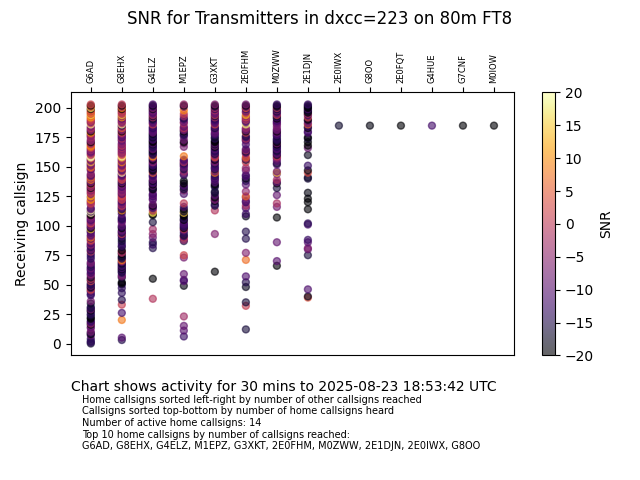 SNR for Transmitters in dxcc=223 on 80m FT8
G6AD G8EHX G4ELZ M1EPZ G3XKT 2E0FHM M0ZWW 2E1DJN 2E0IWX G8OO 2E0FQT G4HUE G7CNF M0IOW
200
175
150
125
100
75
50
25
0
Receiving callsign
20
15
10
5
0
−5
−10
−15
−20
SNR
Chart shows activity for 30 mins to 2025-08-23 18:53:42 UTC
Home callsigns sorted left-right by number of other callsigns reached
Callsigns sorted top-bottom by number of home callsigns heard
Number of active home callsigns: 14
Top 10 home callsigns by number of callsigns reached:
G6AD, G8EHX, G4ELZ, M1EPZ, G3XKT, 2E0FHM, M0ZWW, 2E1DJN, 2E0IWX, G8OO